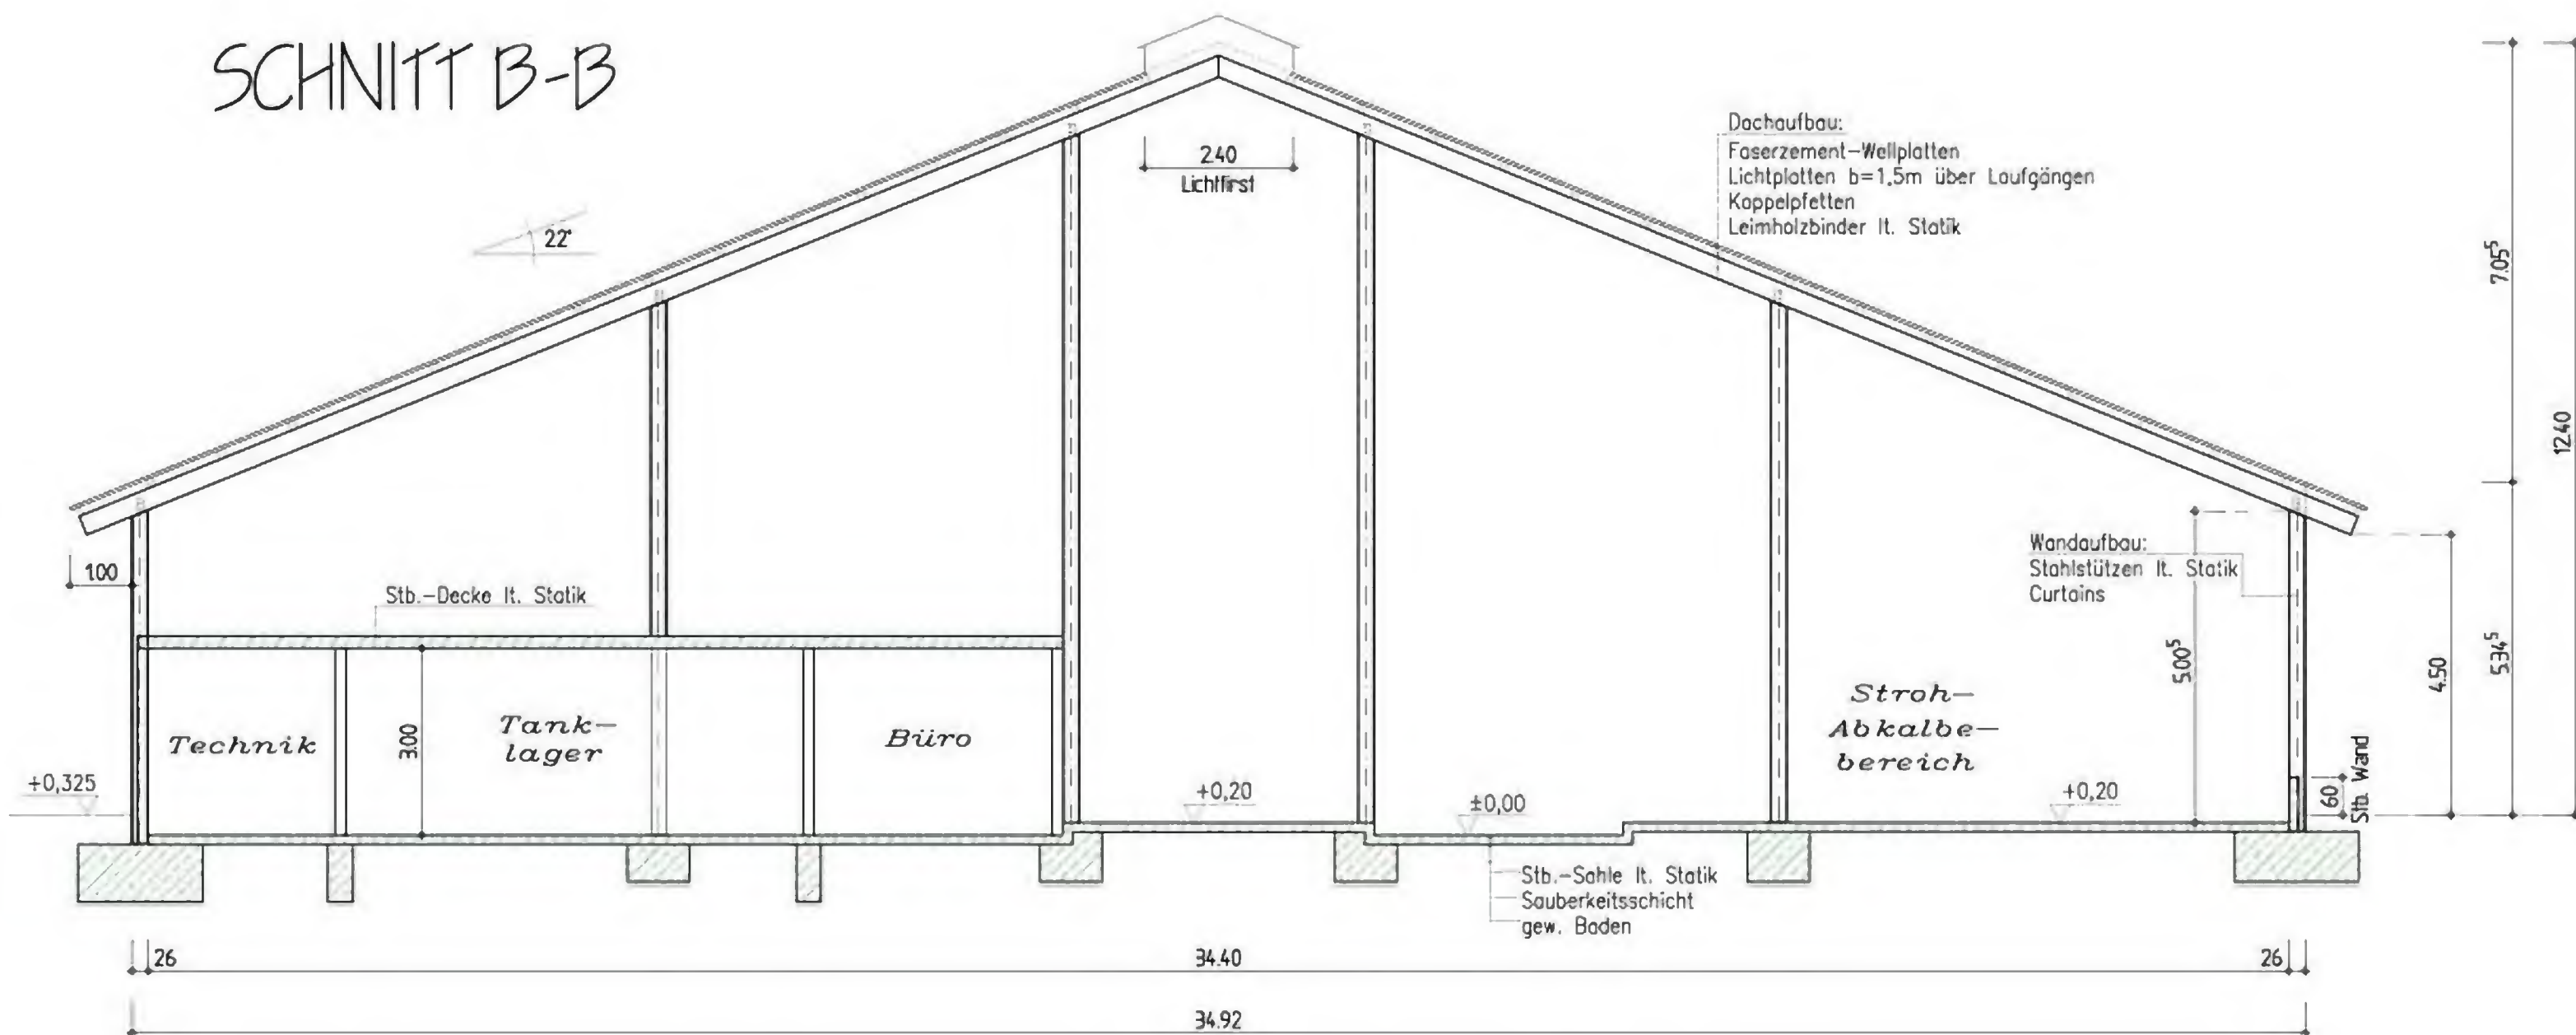 SCHNITT B-B
2.40
Lichtfirst
Dachaufbau:
Faserzement-Wellplatten
Lichtplatten b=1,5m über Laufgängen
Koppelpfetten
Leimholzbinder lt. Statik
22°
7.05⁵
12.40
1.00
Stb.-Decke lt. Statik
Wandaufbau:
Stahlstützen lt. Statik
Curtains
5.00⁵
4.50
5.34⁵
Technik
3.00
Tank-
lager
Büro
Stroh-
Abkalbe-
bereich
+0,325
+0,20
±0,00
+0,20
60
Stb. Wand
Stb.-Sohle lt. Statik
Sauberkeitsschicht
gew. Boden
26
34.40
26
34.92